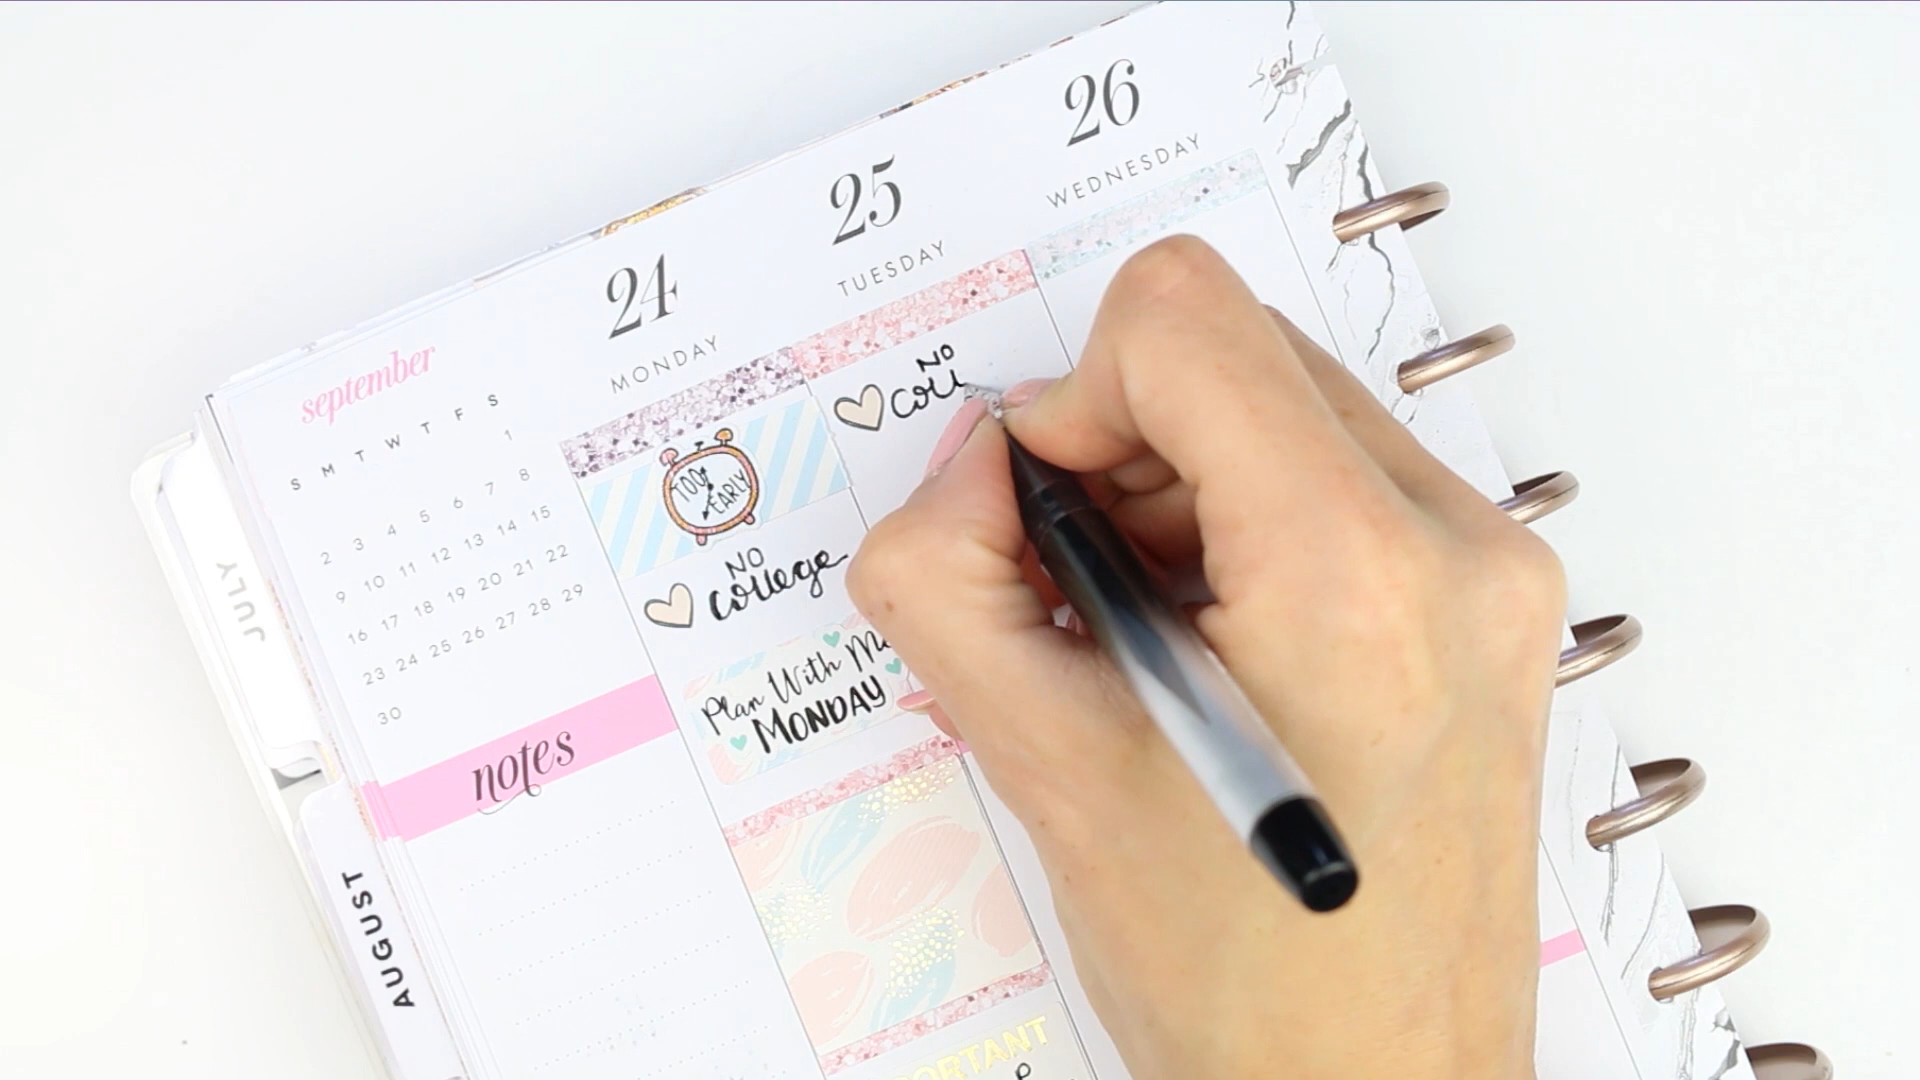 september
S M T W T F S
1
2 3 4 5 6 7 8
9 10 11 12 13 14 15
16 17 18 19 20 21 22
23 24 25 26 27 28 29
30
notes
JULY
AUGUST
24
MONDAY
TOO
EARLY
NO
college
Plan With
MONDAY
25
TUESDAY
NO
26
WEDNESDAY